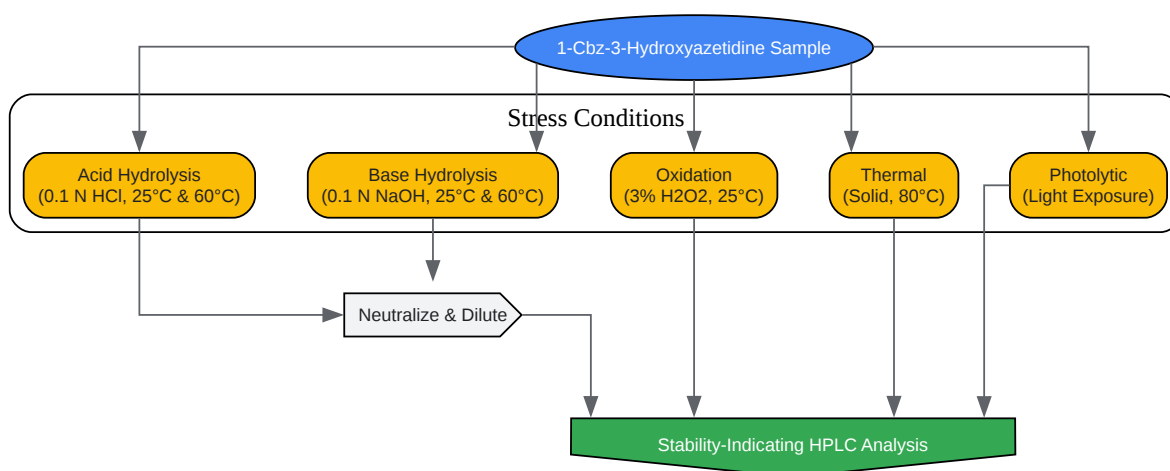 1-Cbz-3-Hydroxyazetidine Sample
Stress Conditions
Acid Hydrolysis
(0.1 N HCl, 25°C & 60°C)
Base Hydrolysis
(0.1 N NaOH, 25°C & 60°C)
Oxidation
(3% H2O2, 25°C)
Thermal
(Solid, 80°C)
Photolytic
(Light Exposure)
Neutralize & Dilute
Stability-Indicating HPLC Analysis